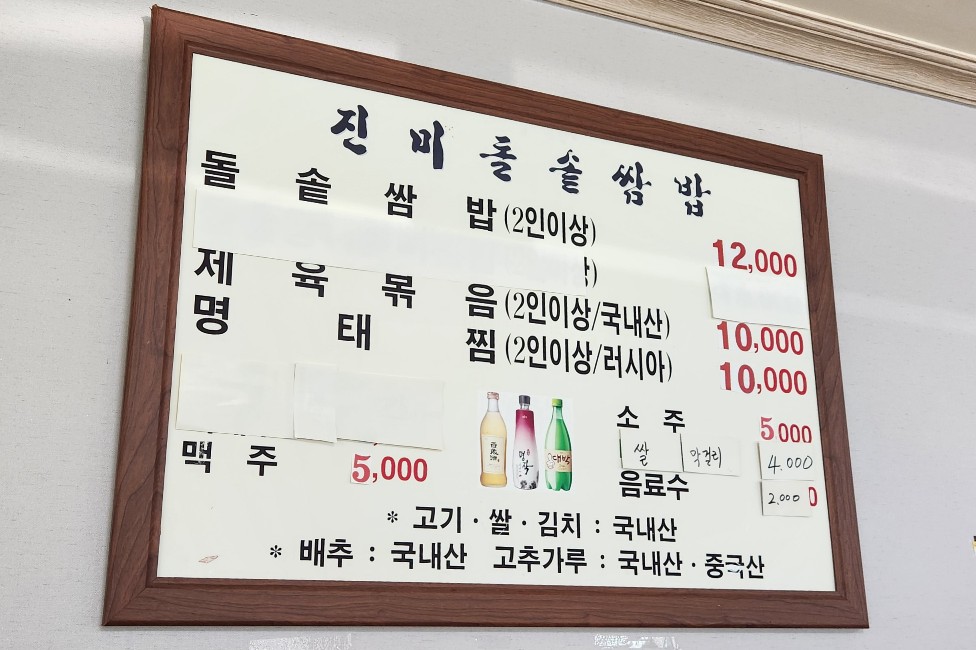 진미돌솥쌈밥
돌솥쌈밥 (2인이상) 12,000
제육볶음 (2인이상/국내산) 10,000
명태찜 (2인이상/러시아) 10,000
소주 5000
쌀 막걸리 4.000
맥주 5,000
음료수 2.000
* 고기 · 쌀 · 김치 : 국내산
* 배추 : 국내산 고추가루 : 국내산 · 중국산